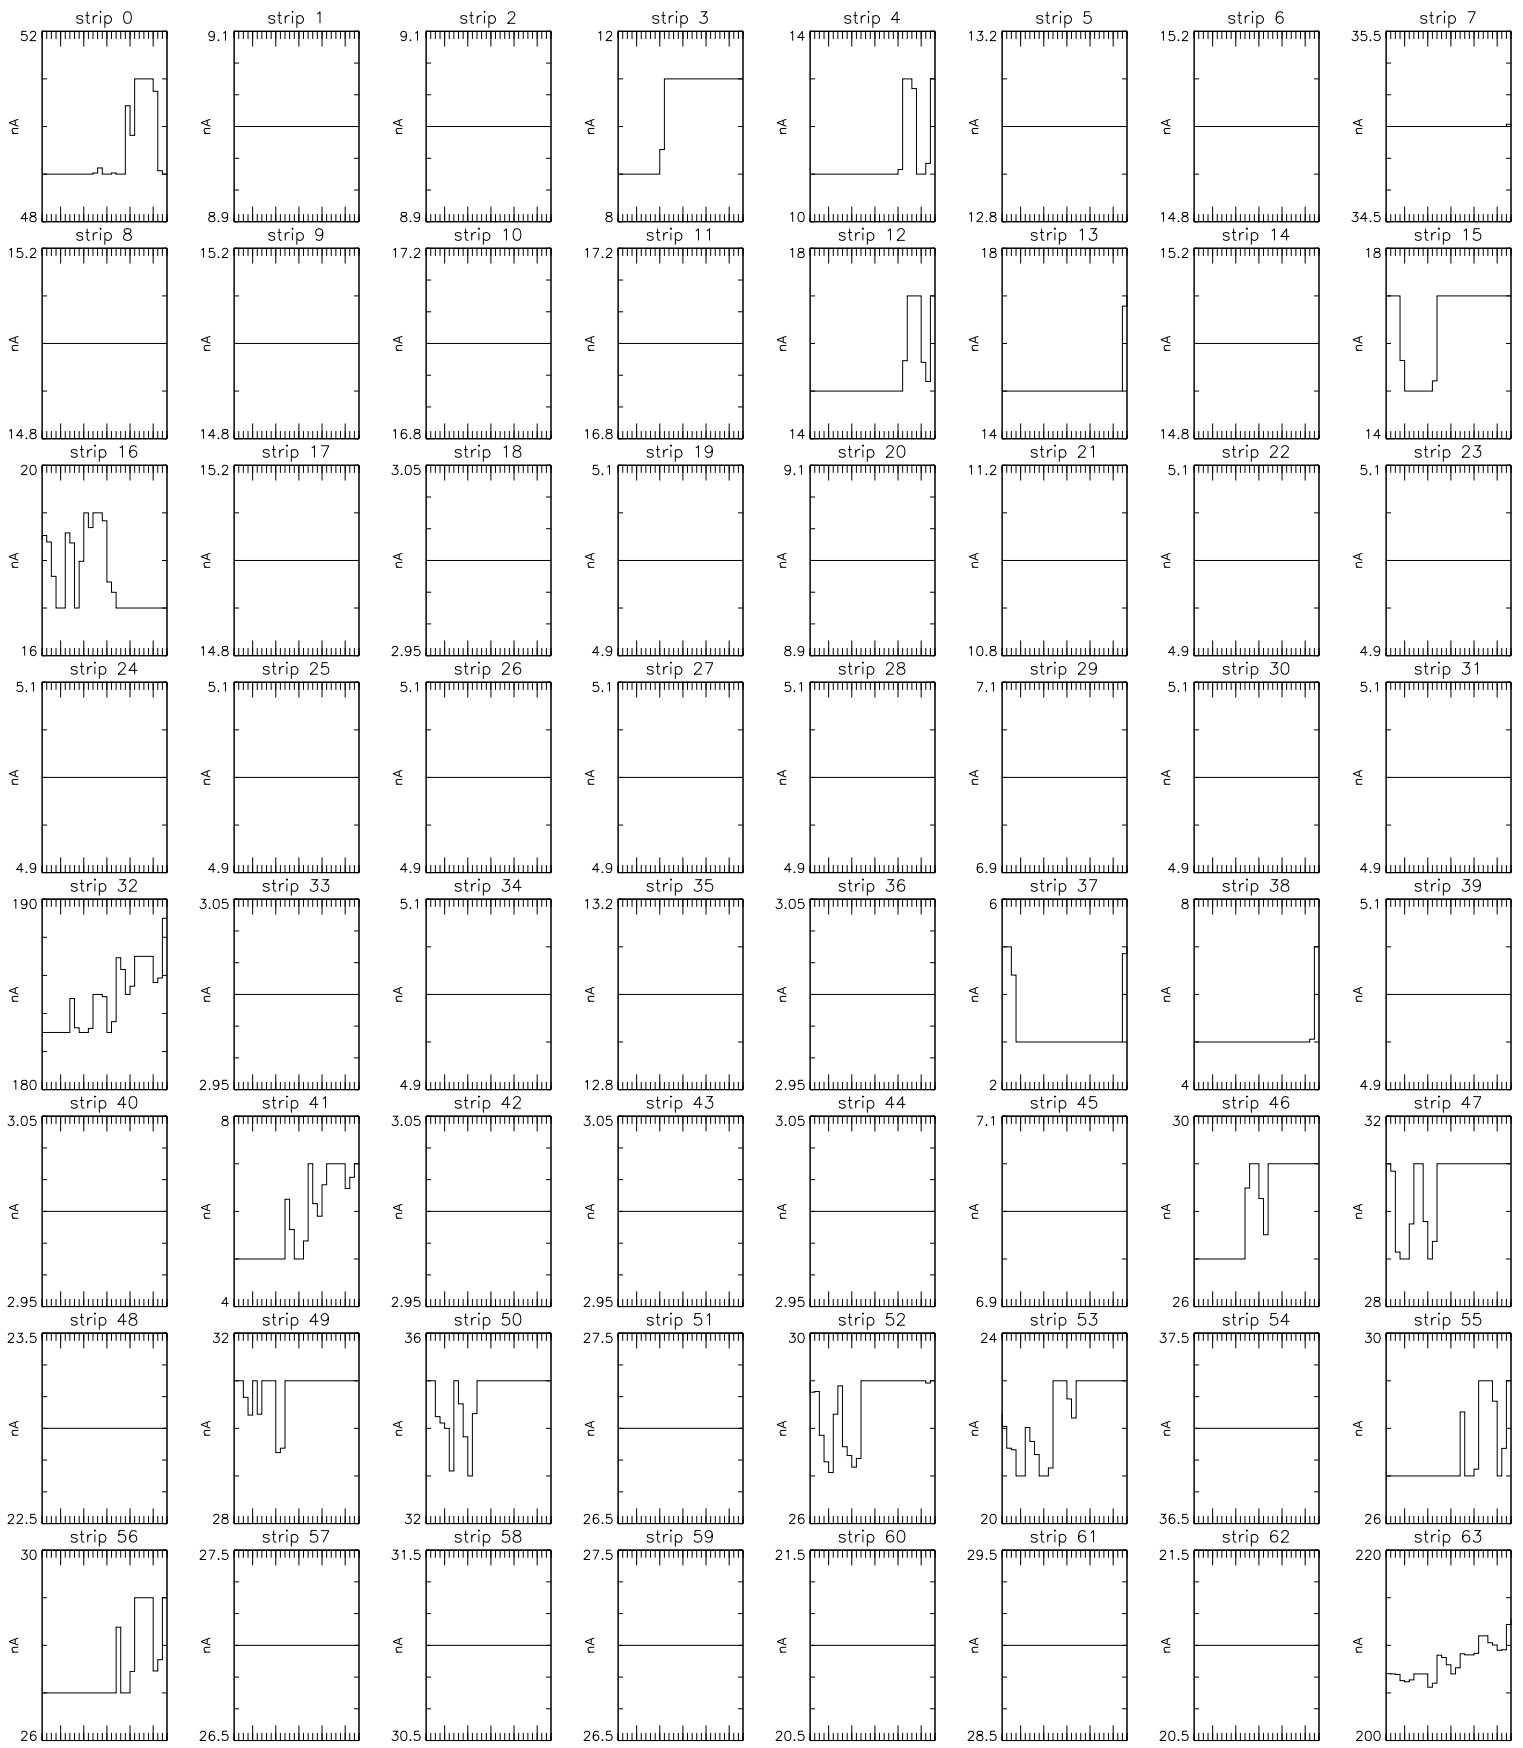 strip 0 strip 1 strip 2 strip 3 strip 4 strip 5 strip 6 strip 7
52 9.1 9.1 12 14 13.2 15.2 35.5
nA nA nA nA nA nA nA nA
48 8.9 8.9 8 10 12.8 14.8 34.5
strip 8 strip 9 strip 10 strip 11 strip 12 strip 13 strip 14 strip 15
15.2 15.2 17.2 17.2 18 18 15.2 18
nA nA nA nA nA nA nA nA
14.8 14.8 16.8 16.8 14 14 14.8 14
strip 16 strip 17 strip 18 strip 19 strip 20 strip 21 strip 22 strip 23
20 15.2 3.05 5.1 9.1 11.2 5.1 5.1
nA nA nA nA nA nA nA nA
16 14.8 2.95 4.9 8.9 10.8 4.9 4.9
strip 24 strip 25 strip 26 strip 27 strip 28 strip 29 strip 30 strip 31
5.1 5.1 5.1 5.1 5.1 7.1 5.1 5.1
nA nA nA nA nA nA nA nA
4.9 4.9 4.9 4.9 4.9 6.9 4.9 4.9
strip 32 strip 33 strip 34 strip 35 strip 36 strip 37 strip 38 strip 39
190 3.05 5.1 13.2 3.05 6 8 5.1
nA nA nA nA nA nA nA nA
180 2.95 4.9 12.8 2.95 2 4 4.9
strip 40 strip 41 strip 42 strip 43 strip 44 strip 45 strip 46 strip 47
3.05 8 3.05 3.05 3.05 7.1 30 32
nA nA nA nA nA nA nA nA
2.95 4 2.95 2.95 2.95 6.9 26 28
strip 48 strip 49 strip 50 strip 51 strip 52 strip 53 strip 54 strip 55
23.5 32 36 27.5 30 24 37.5 30
nA nA nA nA nA nA nA nA
22.5 28 32 26.5 26 20 36.5 26
strip 56 strip 57 strip 58 strip 59 strip 60 strip 61 strip 62 strip 63
30 27.5 31.5 27.5 21.5 29.5 21.5 220
nA nA nA nA nA nA nA nA
26 26.5 30.5 26.5 20.5 28.5 20.5 200